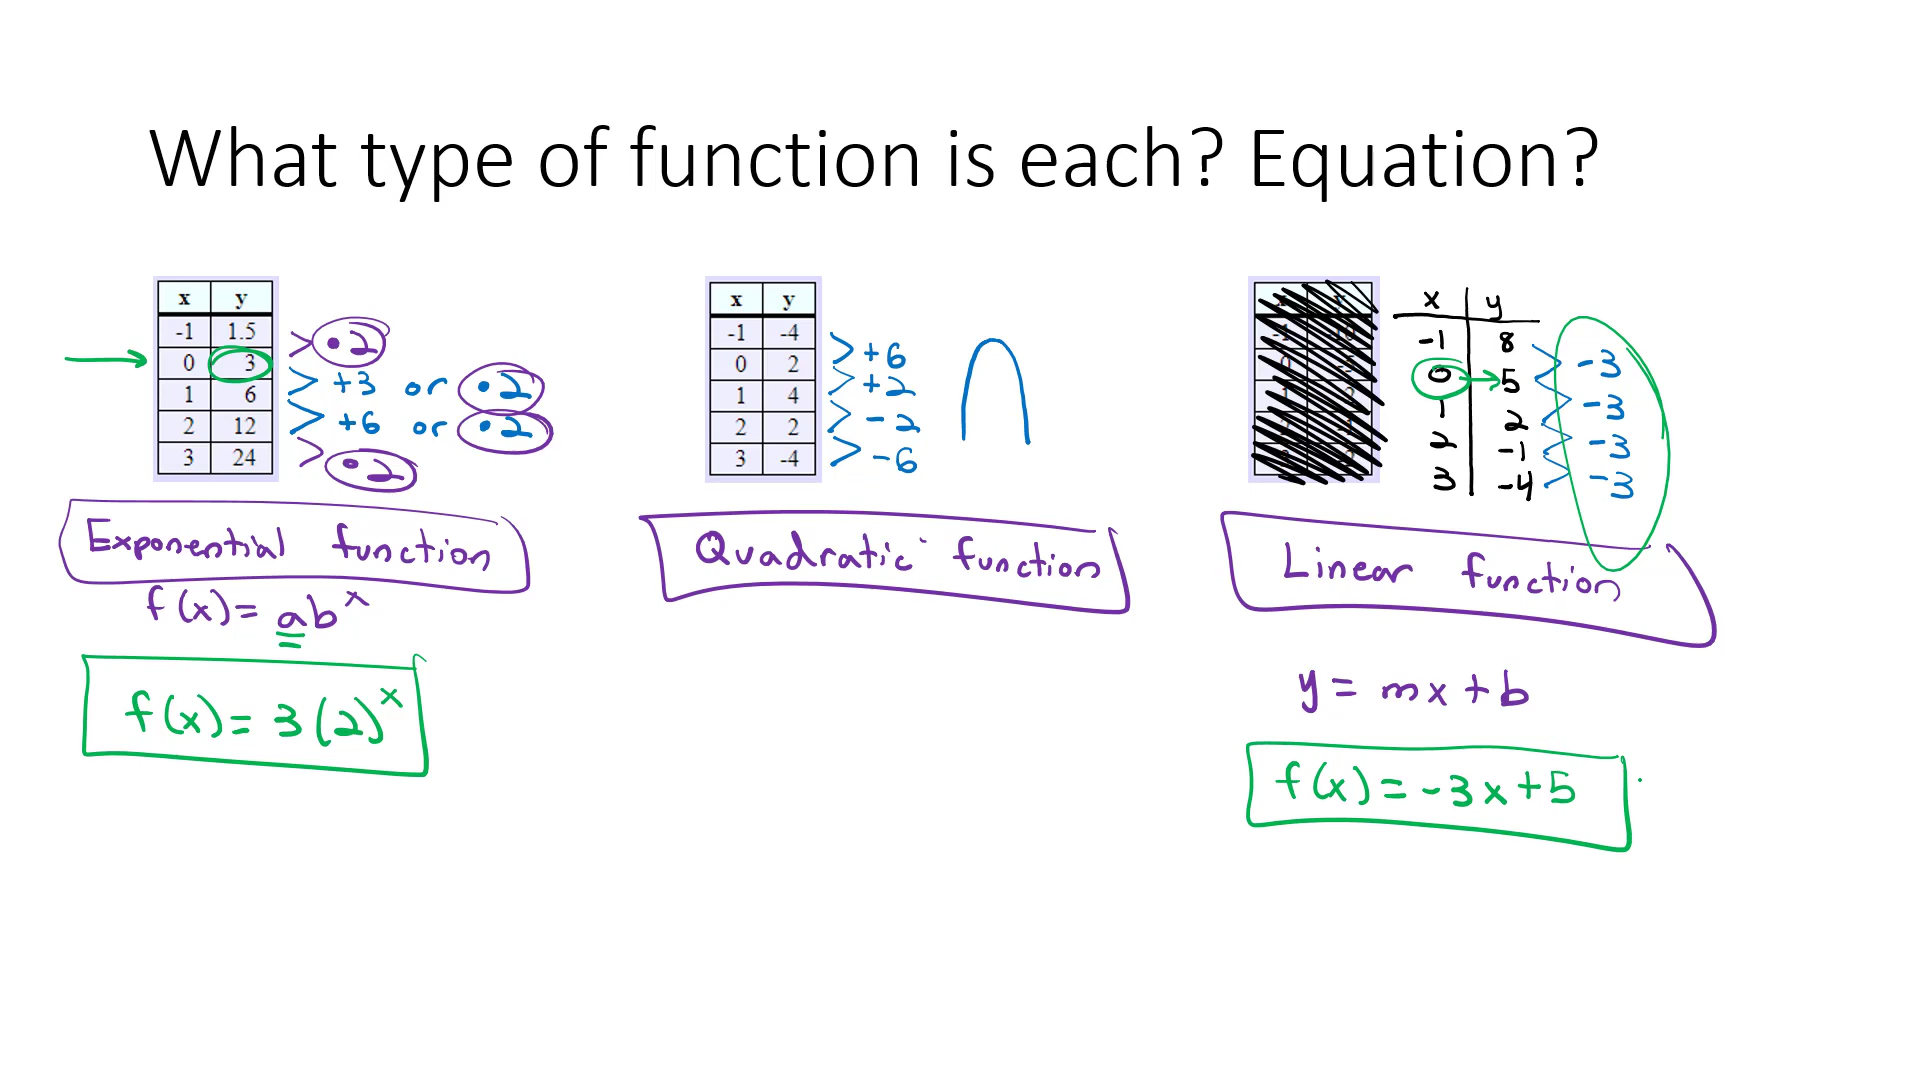 What type of function is each? Equation?
x y
-1 1.5
0 3
1 6
2 12
3 24
•2
+3 or •2
+6 or •2
•2
Exponential function
f(x)= ab^x
f(x)= 3(2)^x
x y
-1 -4
0 2
1 4
2 2
3 -4
+6
+2
-2
-6
Quadratic function
x y
-1 8
0 5
1 2
2 -1
3 -4
-3
-3
-3
-3
Linear function
y= mx+b
f(x)= -3x+5